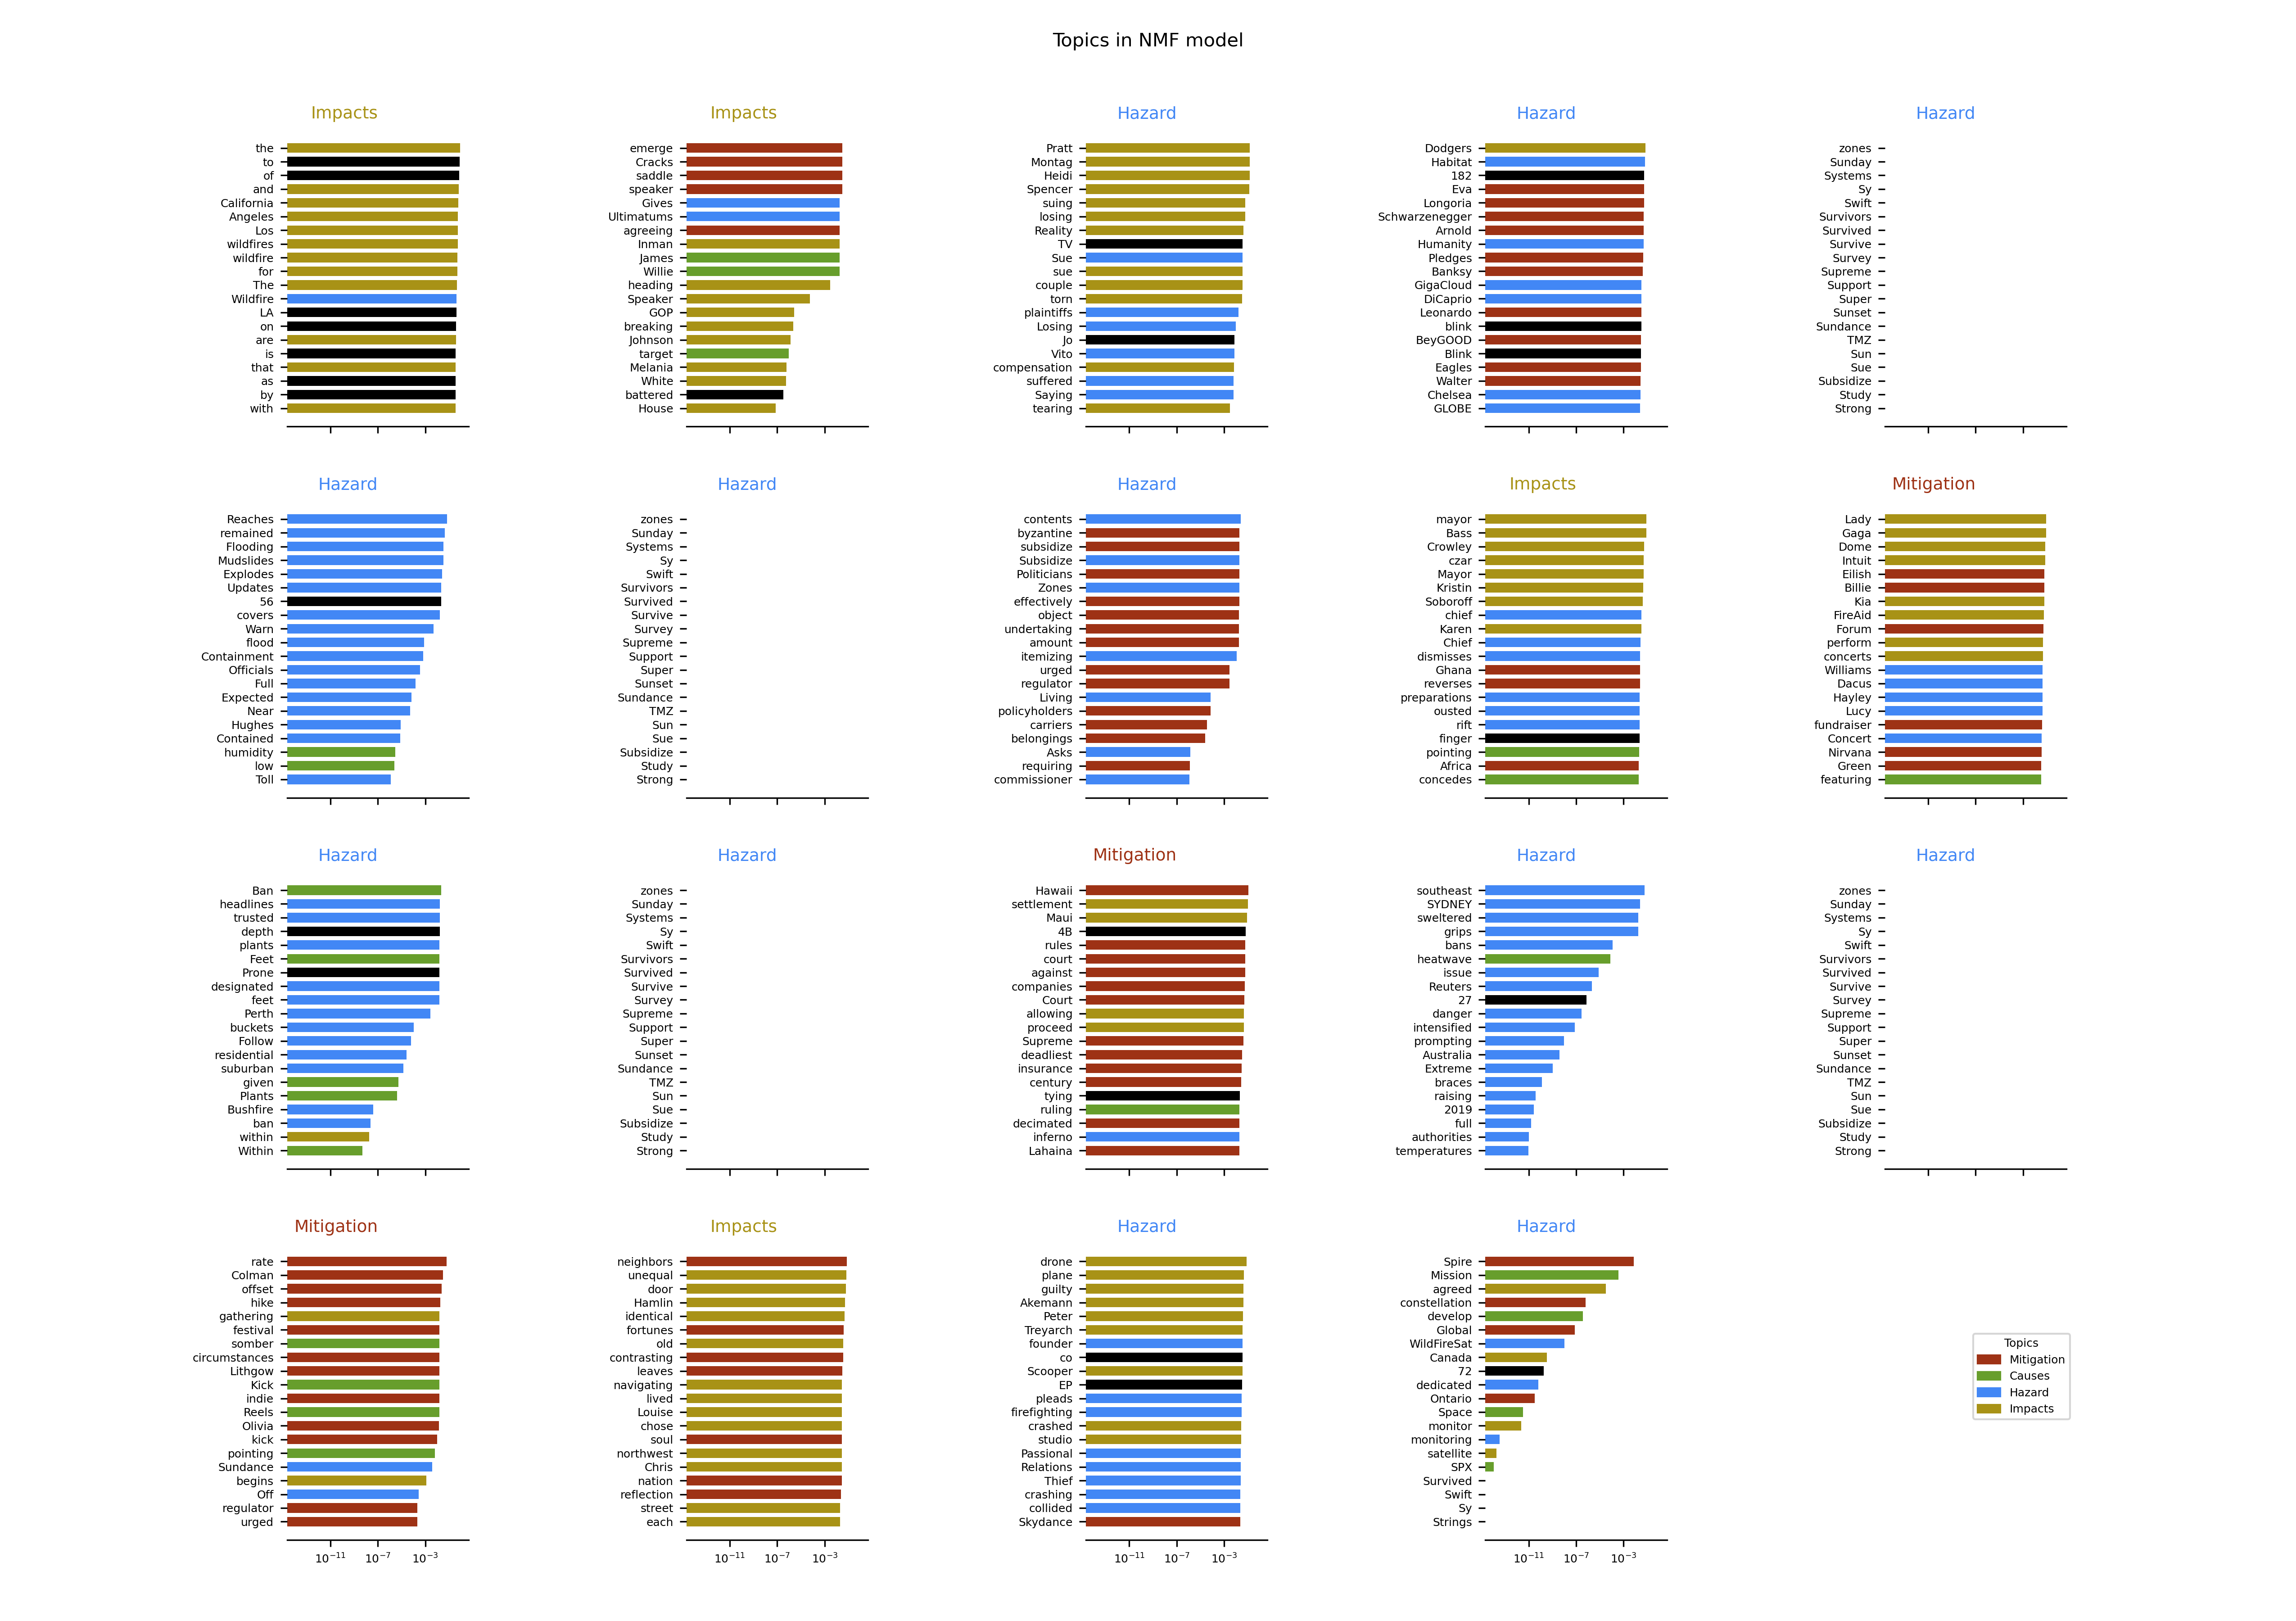 Topics in NMF model
Impacts
the
to
of
and
California
Angeles
Los
wildfires
wildfire
for
The
Wildfire
LA
on
are
is
that
as
by
with
Impacts
emerge
Cracks
saddle
speaker
Gives
Ultimatums
agreeing
Inman
James
Willie
heading
Speaker
GOP
breaking
Johnson
target
Melania
White
battered
House
Hazard
Pratt
Montag
Heidi
Spencer
suing
losing
Reality
TV
Sue
sue
couple
torn
plaintiffs
Losing
Jo
Vito
compensation
suffered
Saying
tearing
Hazard
Dodgers
Habitat
182
Eva
Longoria
Schwarzenegger
Arnold
Humanity
Pledges
Banksy
GigaCloud
DiCaprio
Leonardo
blink
BeyGOOD
Blink
Eagles
Walter
Chelsea
GLOBE
Hazard
zones
Sunday
Systems
Sy
Swift
Survivors
Survived
Survive
Survey
Supreme
Support
Super
Sunset
Sundance
TMZ
Sun
Sue
Subsidize
Study
Strong
Hazard
Reaches
remained
Flooding
Mudslides
Explodes
Updates
56
covers
Warn
flood
Containment
Officials
Full
Expected
Near
Hughes
Contained
humidity
low
Toll
Hazard
zones
Sunday
Systems
Sy
Swift
Survivors
Survived
Survive
Survey
Supreme
Support
Super
Sunset
Sundance
TMZ
Sun
Sue
Subsidize
Study
Strong
Hazard
contents
byzantine
subsidize
Subsidize
Politicians
Zones
effectively
object
undertaking
amount
itemizing
urged
regulator
Living
policyholders
carriers
belongings
Asks
requiring
commissioner
Impacts
mayor
Bass
Crowley
czar
Mayor
Kristin
Soboroff
chief
Karen
Chief
dismisses
Ghana
reverses
preparations
ousted
rift
finger
pointing
Africa
concedes
Mitigation
Lady
Gaga
Dome
Intuit
Eilish
Billie
Kia
FireAid
Forum
perform
concerts
Williams
Dacus
Hayley
Lucy
fundraiser
Concert
Nirvana
Green
featuring
Hazard
Ban
headlines
trusted
depth
plants
Feet
Prone
designated
feet
Perth
buckets
Follow
residential
suburban
given
Plants
Bushfire
ban
within
Within
Hazard
zones
Sunday
Systems
Sy
Swift
Survivors
Survived
Survive
Survey
Supreme
Support
Super
Sunset
Sundance
TMZ
Sun
Sue
Subsidize
Study
Strong
Mitigation
Hawaii
settlement
Maui
4B
rules
court
against
companies
Court
allowing
proceed
Supreme
deadliest
insurance
century
tying
ruling
decimated
inferno
Lahaina
Hazard
southeast
SYDNEY
sweltered
grips
bans
heatwave
issue
Reuters
27
danger
intensified
prompting
Australia
Extreme
braces
raising
2019
full
authorities
temperatures
Hazard
zones
Sunday
Systems
Sy
Swift
Survivors
Survived
Survive
Survey
Supreme
Support
Super
Sunset
Sundance
TMZ
Sun
Sue
Subsidize
Study
Strong
Mitigation
rate
Colman
offset
hike
gathering
festival
somber
circumstances
Lithgow
Kick
indie
Reels
Olivia
kick
pointing
Sundance
begins
Off
regulator
urged
10⁻¹¹ 10⁻⁷ 10⁻³
Impacts
neighbors
unequal
door
Hamlin
identical
fortunes
old
contrasting
leaves
navigating
lived
Louise
chose
soul
northwest
Chris
nation
reflection
street
each
10⁻¹¹ 10⁻⁷ 10⁻³
Hazard
drone
plane
guilty
Akemann
Peter
Treyarch
founder
co
Scooper
EP
pleads
firefighting
crashed
studio
Passional
Relations
Thief
crashing
collided
Skydance
10⁻¹¹ 10⁻⁷ 10⁻³
Hazard
Spire
Mission
agreed
constellation
develop
Global
WildFireSat
Canada
72
dedicated
Ontario
Space
monitor
monitoring
satellite
SPX
Survived
Swift
Sy
Strings
10⁻¹¹ 10⁻⁷ 10⁻³
Topics
Mitigation
Causes
Hazard
Impacts